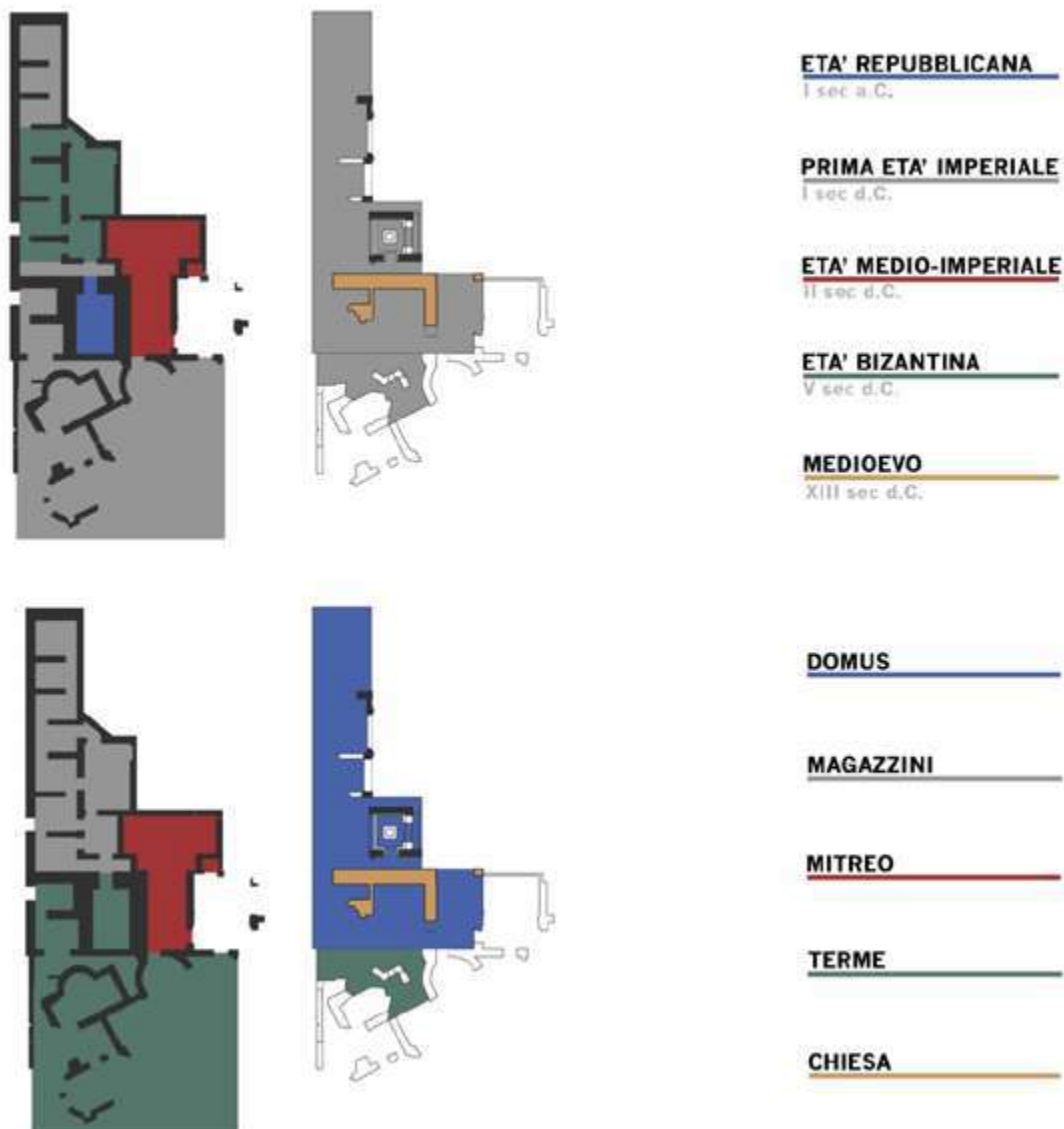 ETA' REPUBBLICANA
I sec a.C.
PRIMA ETA' IMPERIALE
I sec d.C.
ETA' MEDIO-IMPERIALE
II sec d.C.
ETA' BIZANTINA
V sec d.C.
MEDIOEVO
XIII sec d.C.
DOMUS
MAGAZZINI
MITREO
TERME
CHIESA